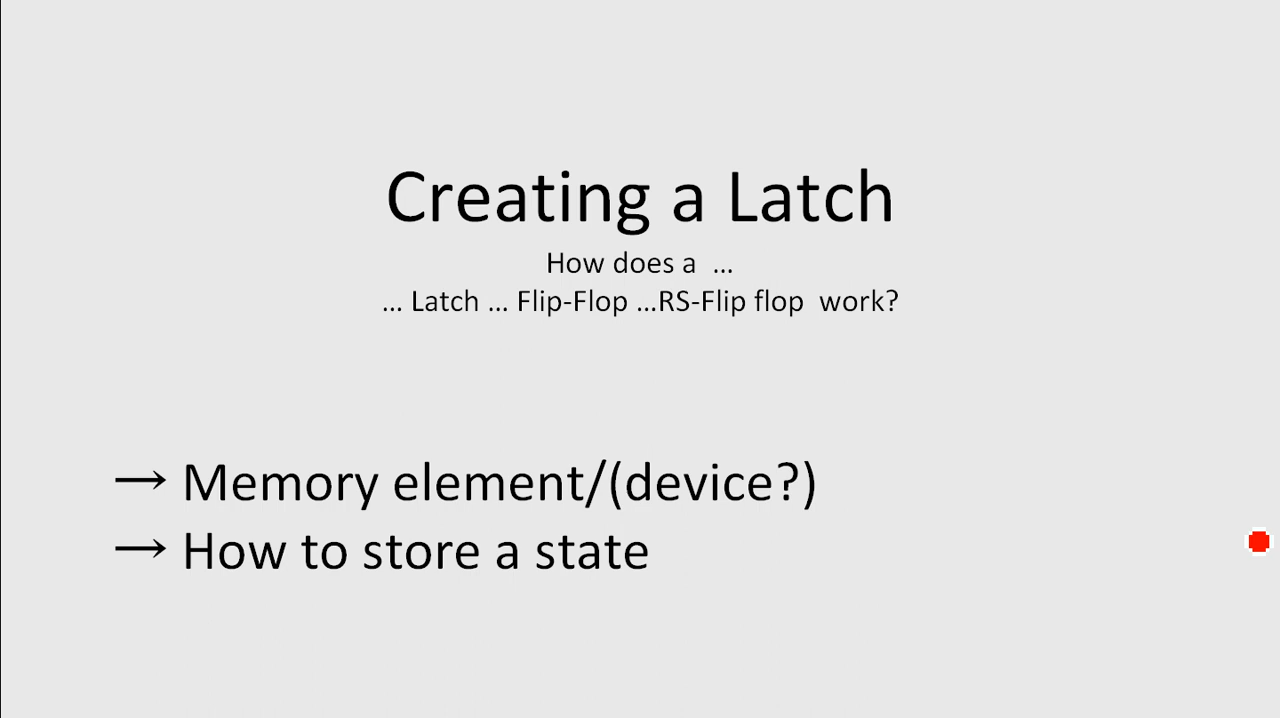 Creating a Latch
How does a  …
… Latch … Flip-Flop …RS-Flip flop  work?
→ Memory element/(device?)
→ How to store a state